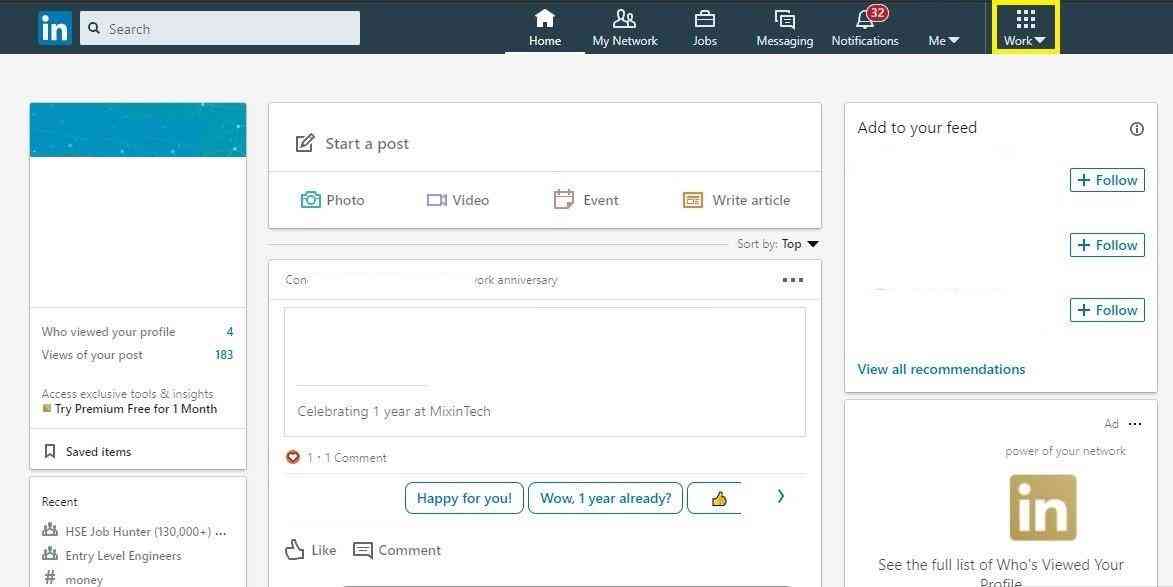 in
Search
Home
My Network
Jobs
Messaging
32
Notifications
Me
Work
Start a post
Photo
Video
Event
Write article
Sort by: Top
Con
ork anniversary
Celebrating 1 year at MixinTech
1 · 1 Comment
Happy for you!
Wow, 1 year already?
Like
Comment
Who viewed your profile 4
Views of your post 183
Access exclusive tools & insights
Try Premium Free for 1 Month
Saved items
Recent
HSE Job Hunter (130,000+) ...
Entry Level Engineers
# money
Add to your feed
+ Follow
+ Follow
+ Follow
View all recommendations
Ad
power of your network
in
See the full list of Who's Viewed Your
Profile